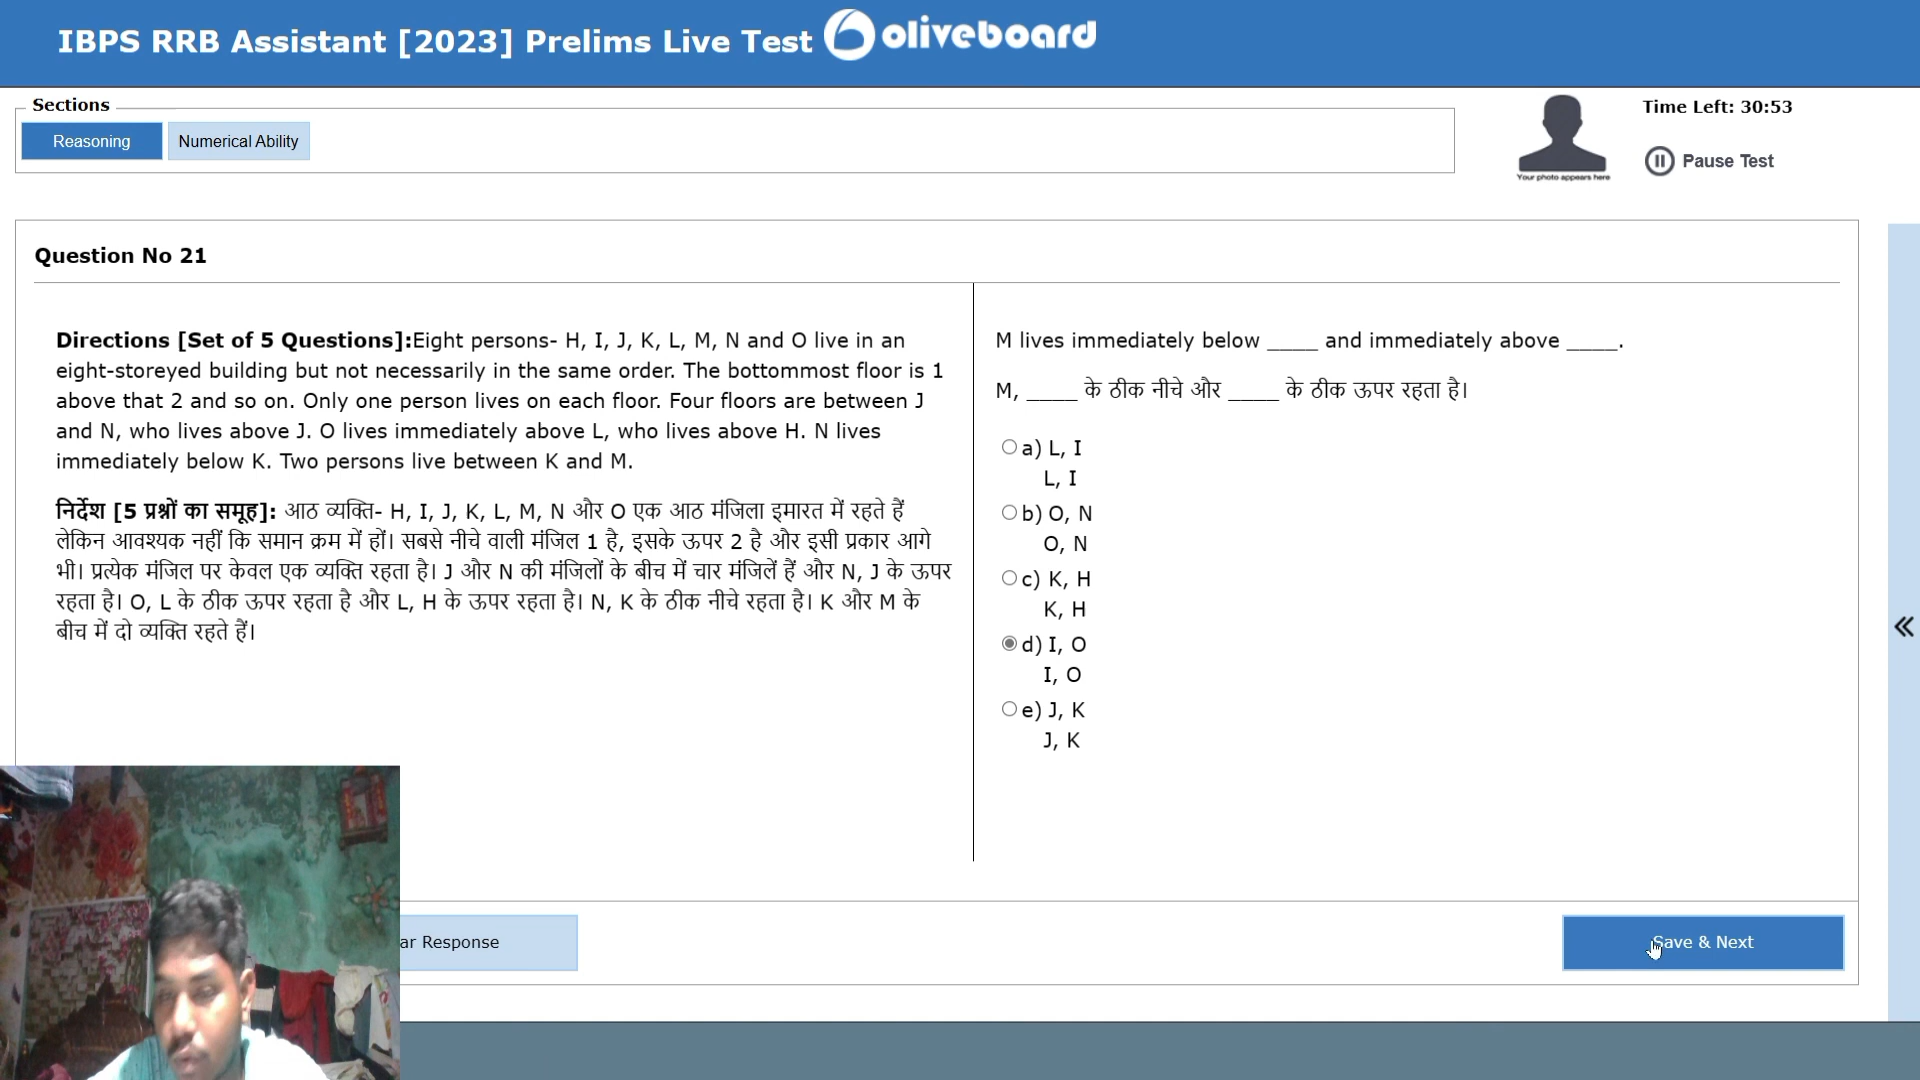 IBPS RRB Assistant [2023] Prelims Live Test oliveboard
Sections
Reasoning
Numerical Ability
Your photo appears here
Time Left: 30:53
Pause Test
Question No 21
Directions [Set of 5 Questions]:Eight persons- H, I, J, K, L, M, N and O live in an
eight-storeyed building but not necessarily in the same order. The bottommost floor is 1
above that 2 and so on. Only one person lives on each floor. Four floors are between J
and N, who lives above J. O lives immediately above L, who lives above H. N lives
immediately below K. Two persons live between K and M.
निर्देश [5 प्रश्नों का समूह]: आठ व्यक्ति- H, I, J, K, L, M, N और O एक आठ मंजिला इमारत में रहते हैं
लेकिन आवश्यक नहीं कि समान क्रम में हों। सबसे नीचे वाली मंजिल 1 है, इसके ऊपर 2 है और इसी प्रकार आगे
भी। प्रत्येक मंजिल पर केवल एक व्यक्ति रहता है। J और N की मंजिलों के बीच में चार मंजिलें हैं और N, J के ऊपर
रहता है। O, L के ठीक ऊपर रहता है और L, H के ऊपर रहता है। N, K के ठीक नीचे रहता है। K और M के
बीच में दो व्यक्ति रहते हैं।
M lives immediately below ____ and immediately above ____.
M, ____ के ठीक नीचे और ____ के ठीक ऊपर रहता है।
a) L, I
L, I
b) O, N
O, N
c) K, H
K, H
d) I, O
I, O
e) J, K
J, K
ar Response
Save & Next